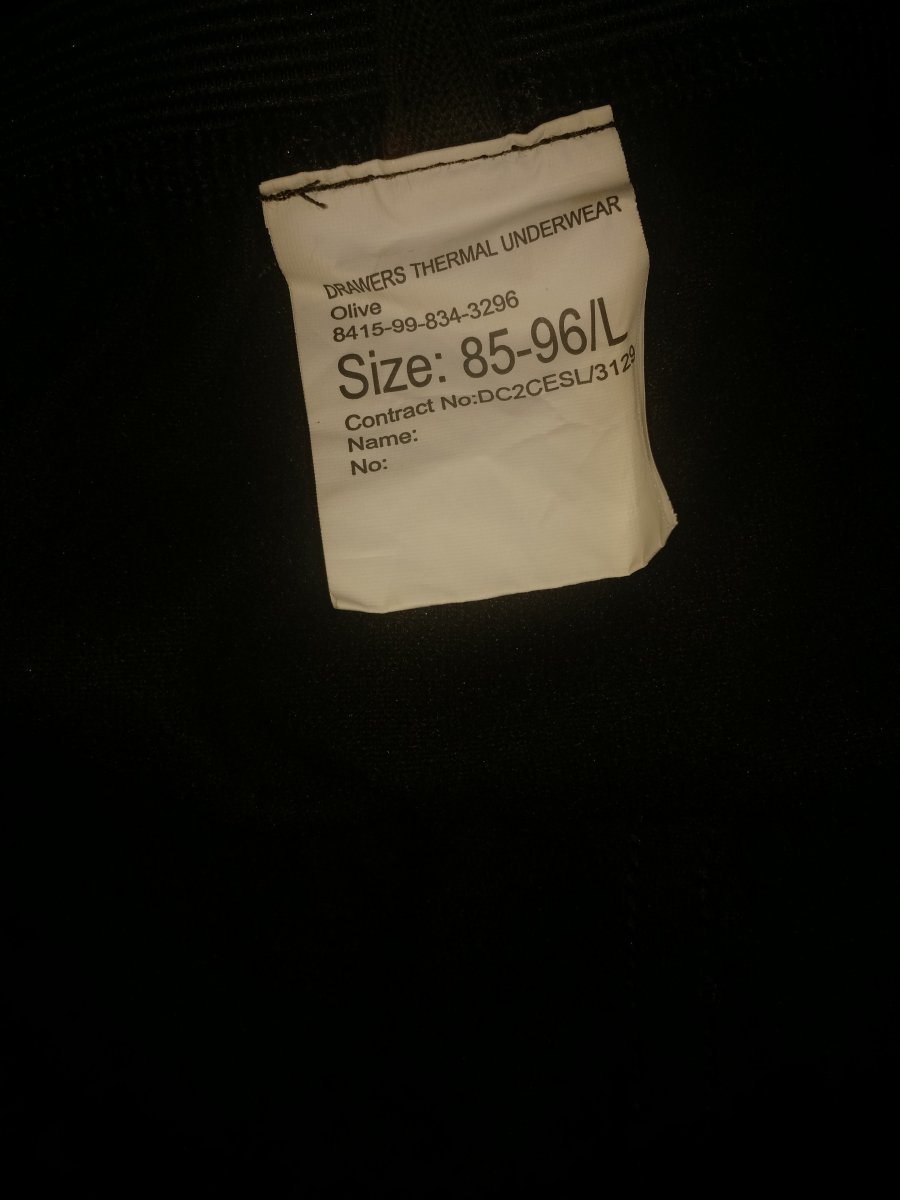 DRAWERS THERMAL UNDERWEAR
Olive
8415-99-834-3296
Size: 85-96/L
Contract No:DC2CESL/3129
Name:
No: